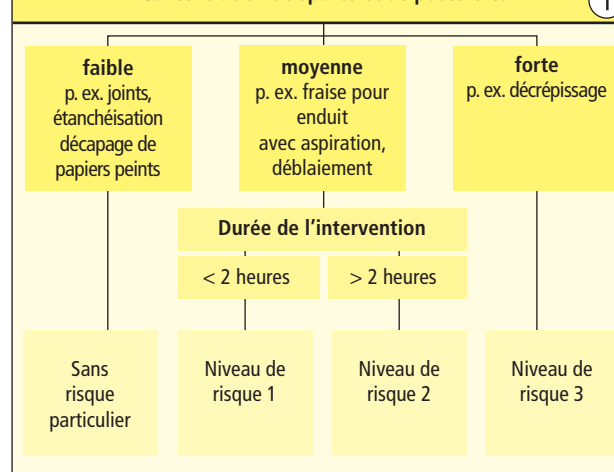 1
faible
p. ex. joints,
étanchéisation
décapage de
papiers peints
moyenne
p. ex. fraise pour
enduit
avec aspiration,
déblaiement
forte
p. ex. décrépissage
Durée de l’intervention
< 2 heures
> 2 heures
Sans
risque
particulier
Niveau de
risque 1
Niveau de
risque 2
Niveau de
risque 3